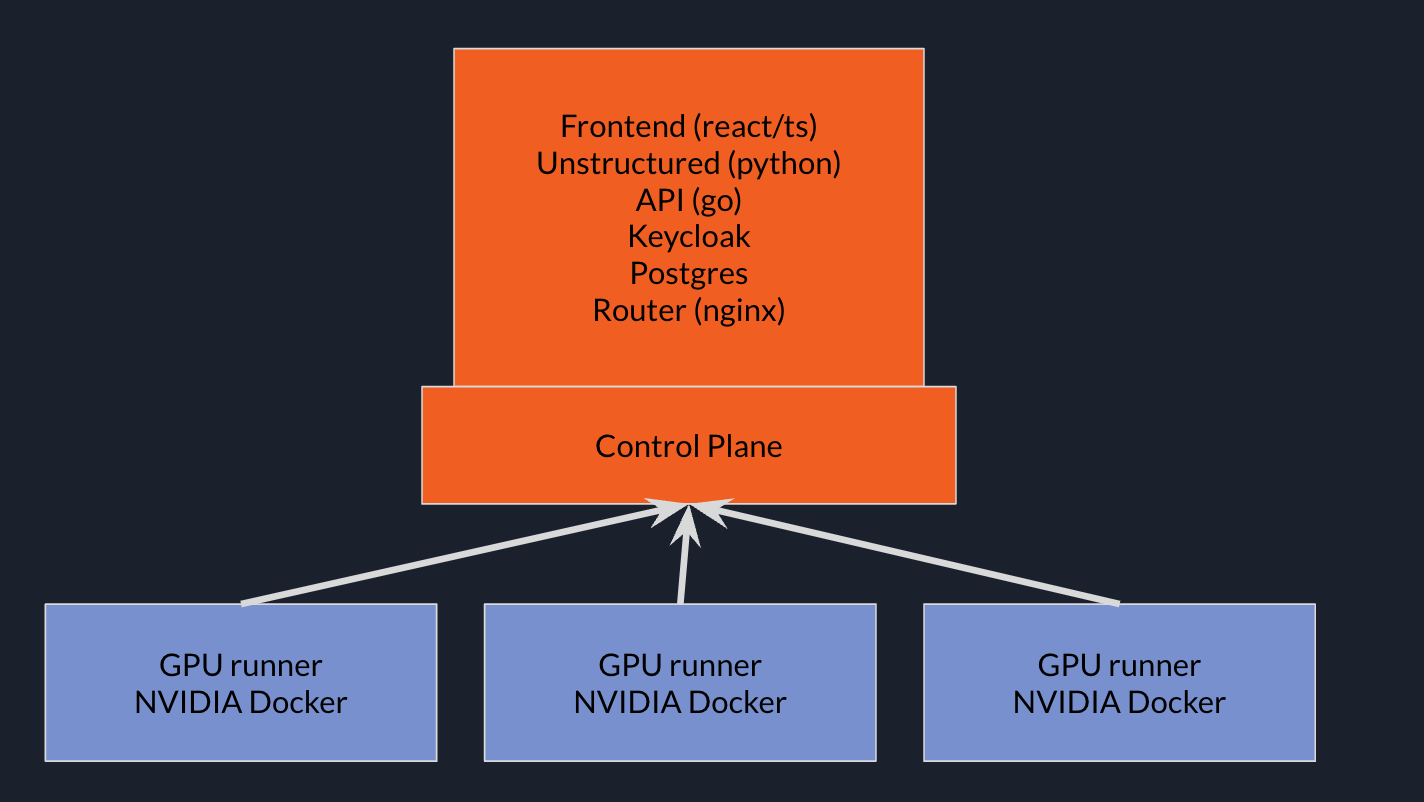 Frontend (react/ts)
Unstructured (python)
API (go)
Keycloak
Postgres
Router (nginx)
Control Plane
GPU runner
NVIDIA Docker
GPU runner
NVIDIA Docker
GPU runner
NVIDIA Docker